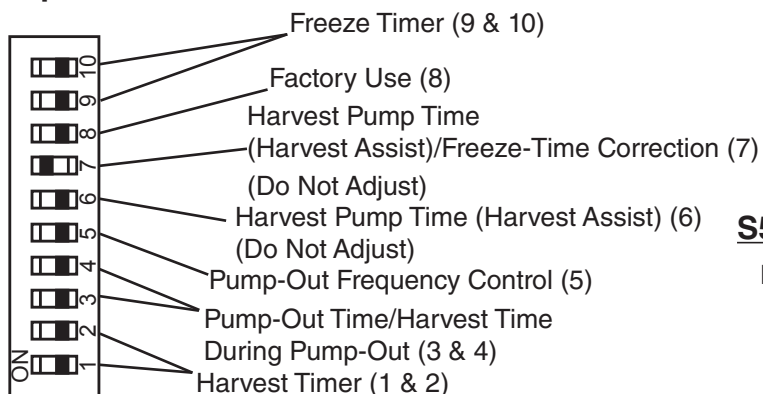 Freeze Timer (9 & 10)
Factory Use (8)
Harvest Pump Time
(Harvest Assist)/Freeze-Time Correction (7)
(Do Not Adjust)
Harvest Pump Time (Harvest Assist) (6)
(Do Not Adjust)
Pump-Out Frequency Control (5)
Pump-Out Time/Harvest Time
During Pump-Out (3 & 4)
Harvest Timer (1 & 2)
10
9
8
7
6
5
4
3
2
1
ON
S5